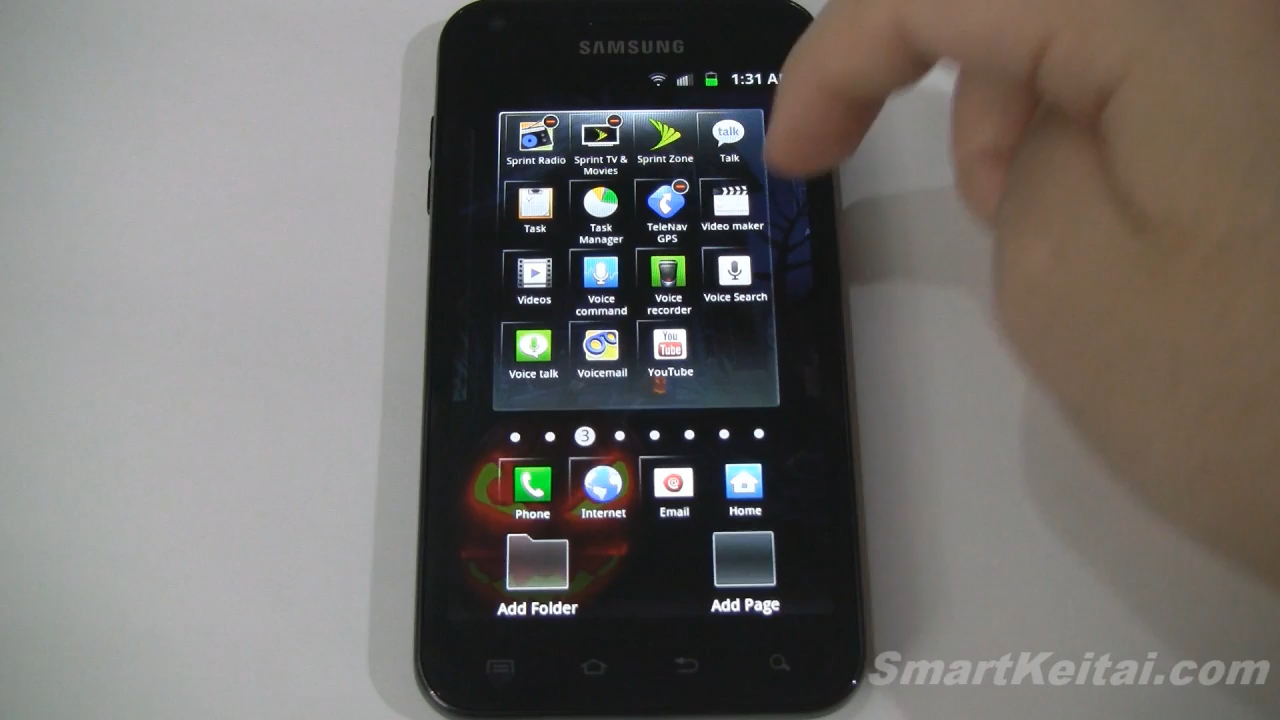 SAMSUNG
1:31 A
Sprint Radio
Sprint TV &
Movies
Sprint Zone
talk
Talk
Task
Task
Manager
TeleNav
GPS
Video maker
Videos
Voice
command
Voice
recorder
Voice Search
Voice talk
Voicemail
You
Tube
YouTube
3
Phone
Internet
@
Email
Home
Add Folder
Add Page
SmartKeitai.com